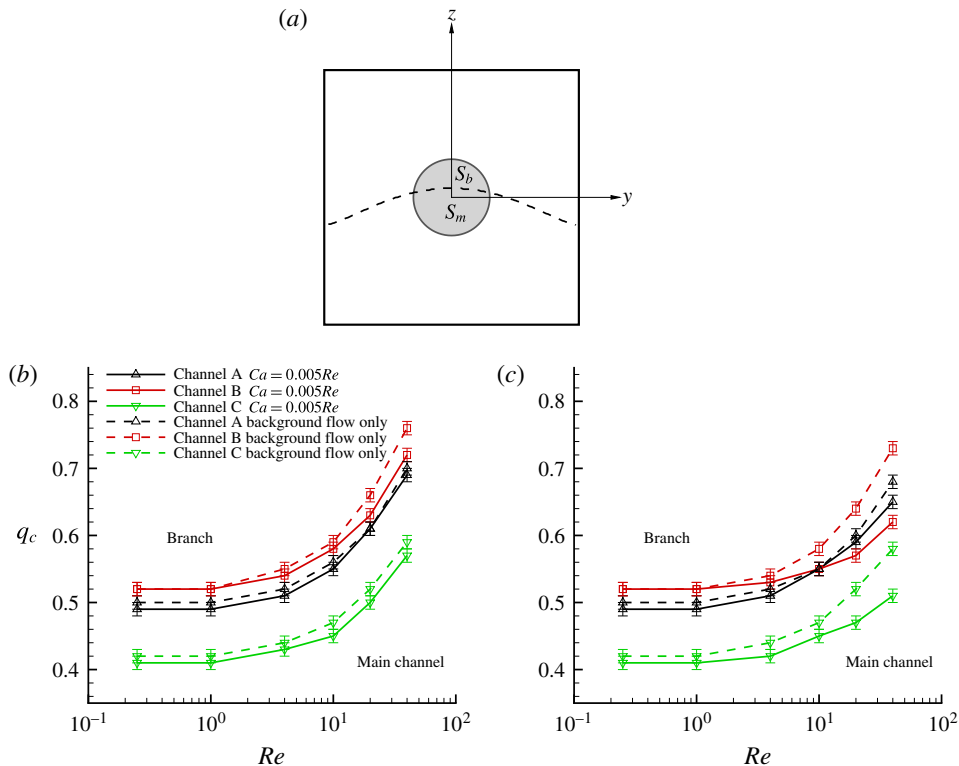 (a)
z
S_b
S_m
y
(b)
Channel A Ca = 0.005Re
Channel B Ca = 0.005Re
Channel C Ca = 0.005Re
Channel A background flow only
Channel B background flow only
Channel C background flow only
0.8
0.7
0.6
0.5
0.4
q_c
Branch
Main channel
10^-1
10^0
10^1
10^2
Re
(c)
0.8
0.7
0.6
0.5
0.4
Branch
Main channel
10^-1
10^0
10^1
10^2
Re